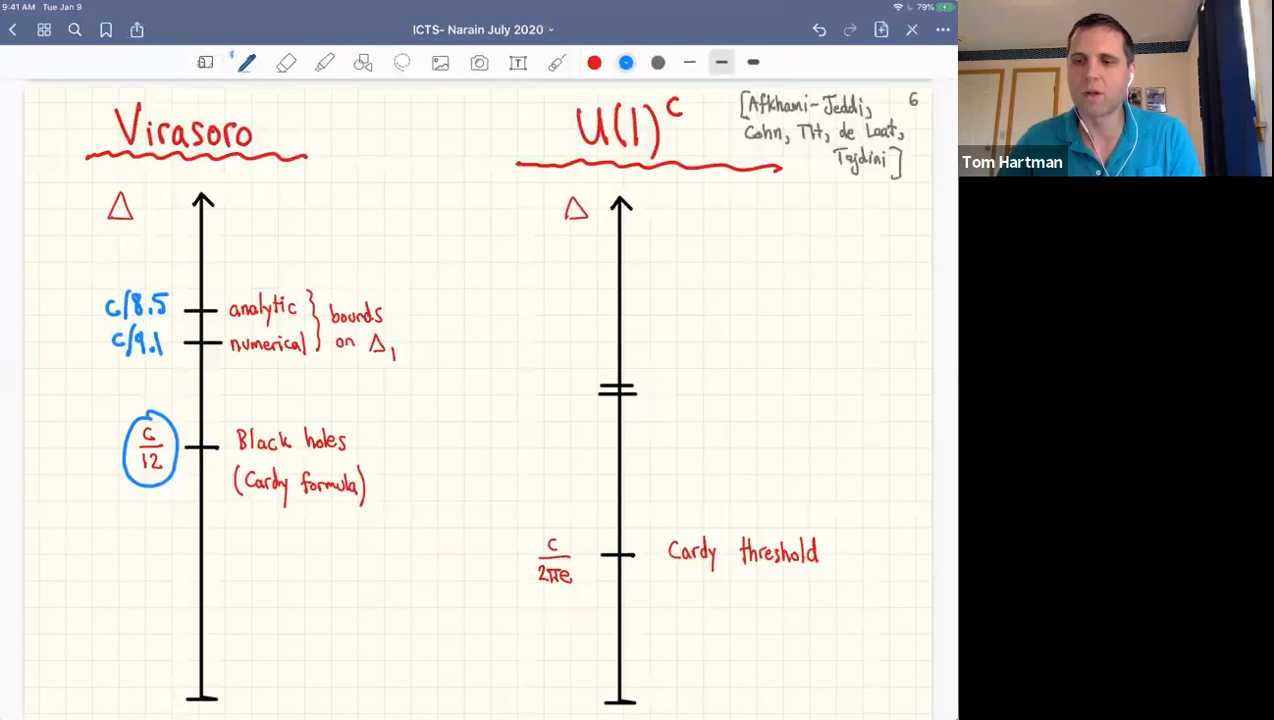 9:41 AM Tue Jan 9
79%
ICTS- Narain July 2020
Virasoro
Δ
c/8.5 analytic } bounds
c/9.1 numerical on Δ₁
c/12 Black holes
(Cardy formula)
U(1)^c
[Afkhami-Jeddi,
Cohn, TH, de Laat,
Tajdini]
6
Δ
c/2πe Cardy threshold
Tom Hartman